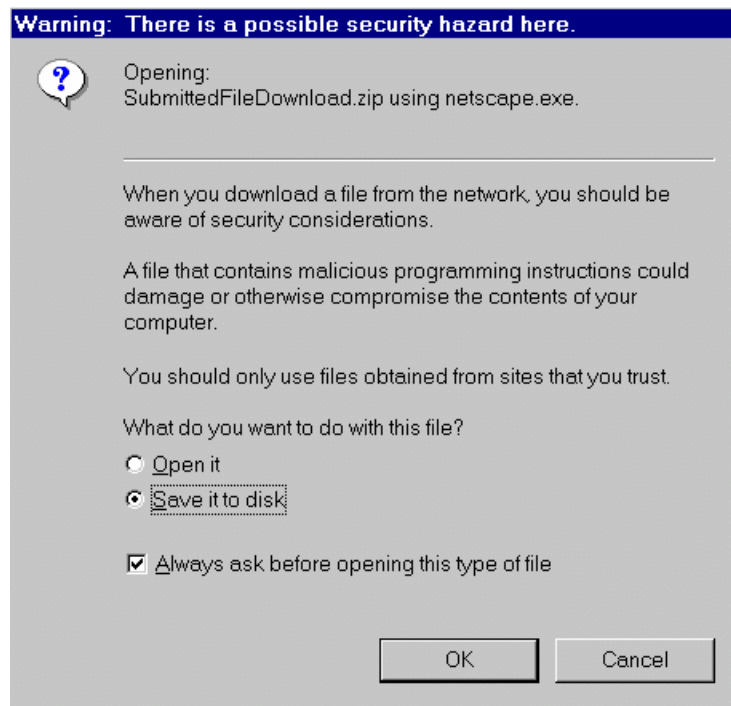 Warning: There is a possible security hazard here.
Opening:
SubmittedFileDownload.zip using netscape.exe.
When you download a file from the network, you should be
aware of security considerations.
A file that contains malicious programming instructions could
damage or otherwise compromise the contents of your
computer.
You should only use files obtained from sites that you trust.
What do you want to do with this file?
Open it
Save it to disk
Always ask before opening this type of file
OK
Cancel